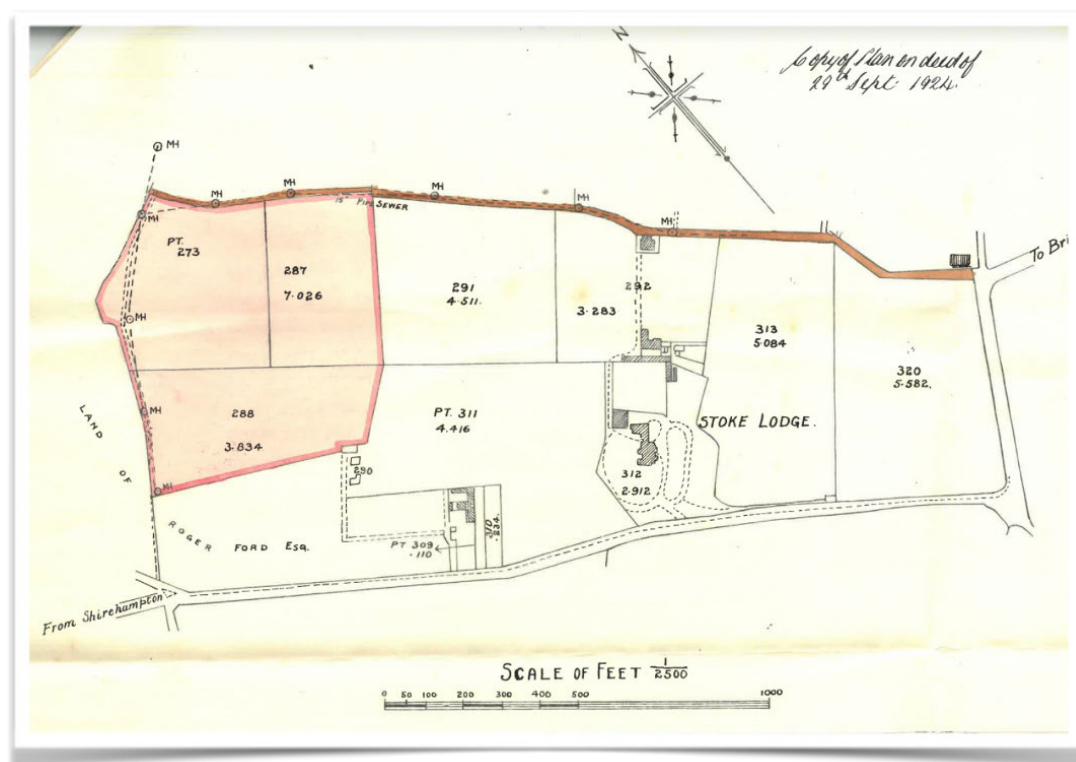 Copy of Plan on deed of
29th Sept 1924.
N
MH
MH
MH
MH
MH
MH
MH
15" PIPE SEWER
To Bri
PT.
273
287
7·026
291
4·511.
292
3·283
313
5·084
320
5·582.
MH
MH
288
3·834
PT. 311
4·416
STOKE LODGE.
312
2·912
290
MH
310
·234.
PT 309
·110
LAND OF
ROGER FORD ESQ.
From Shirehampton
SCALE OF FEET 1/2500
0 50 100 200 300 400 500 1000